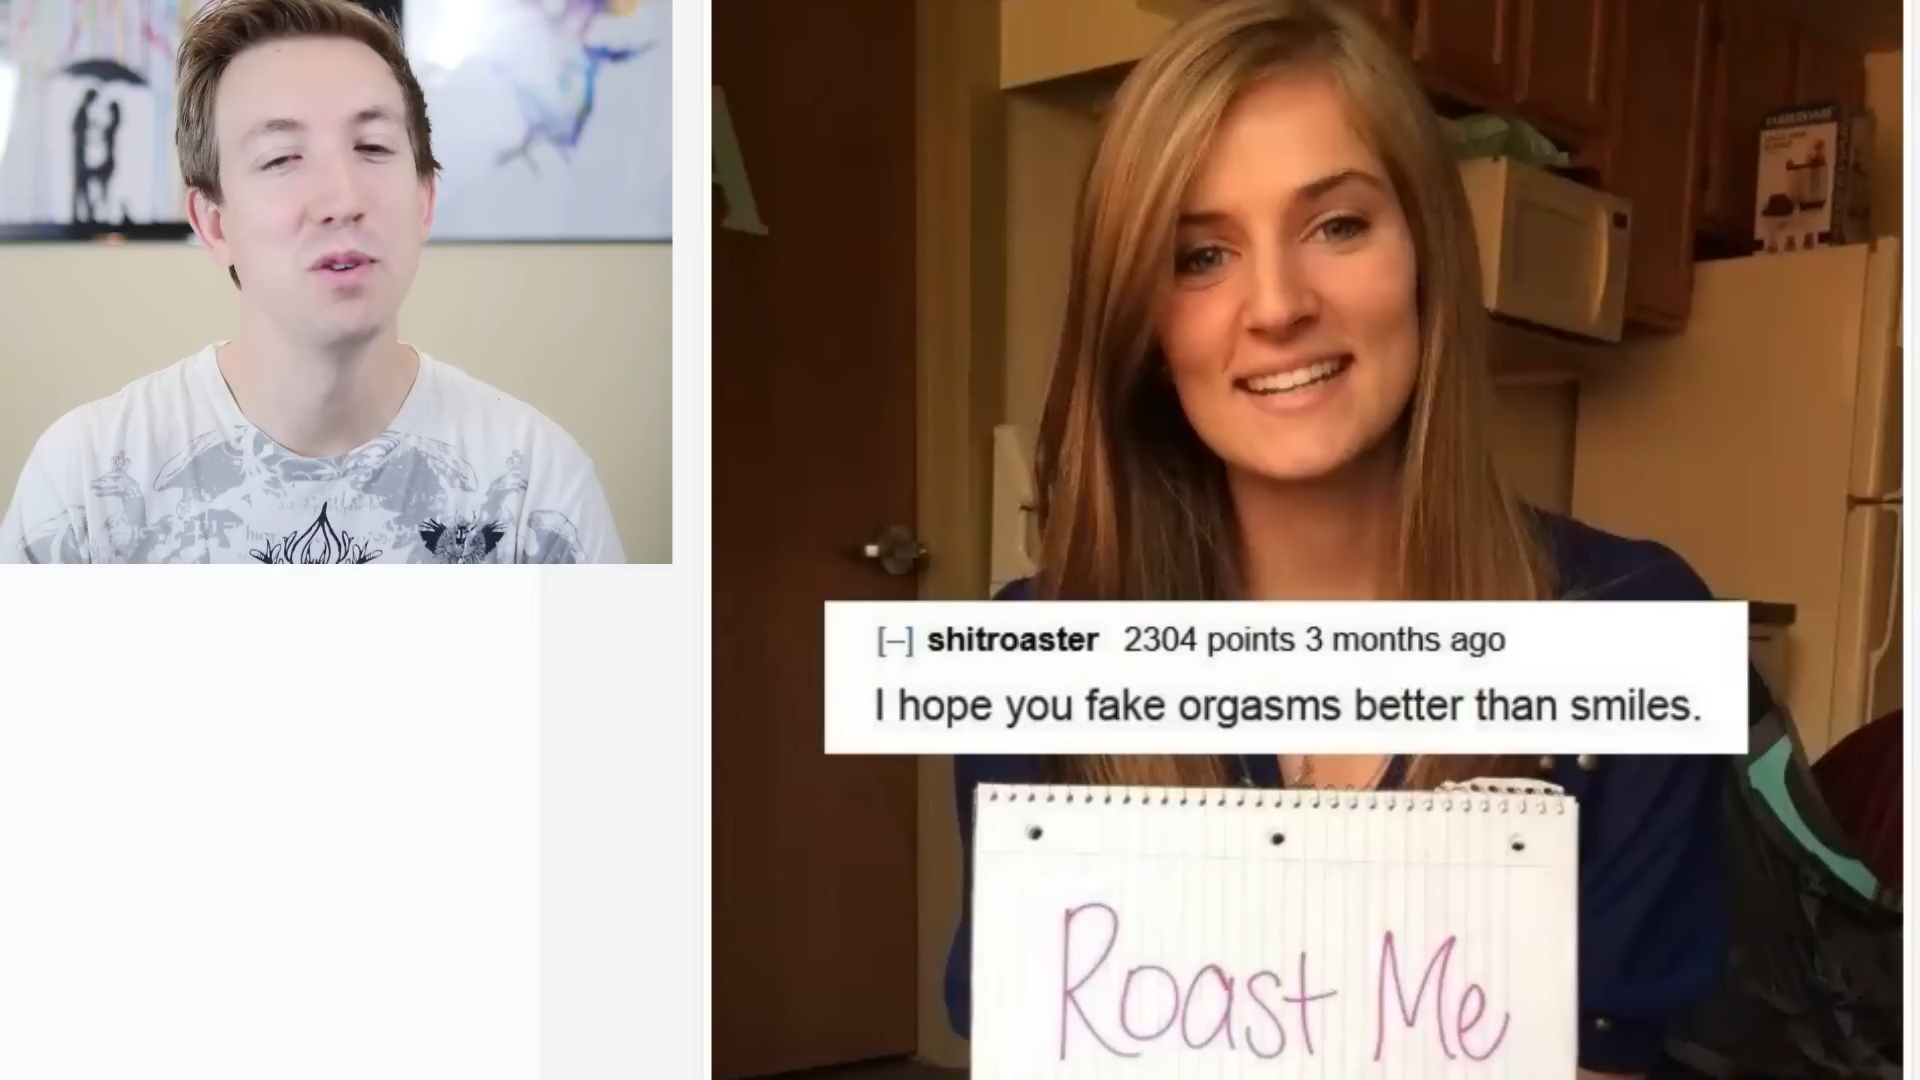 [–] shitroaster 2304 points 3 months ago
I hope you fake orgasms better than smiles.
Roast Me